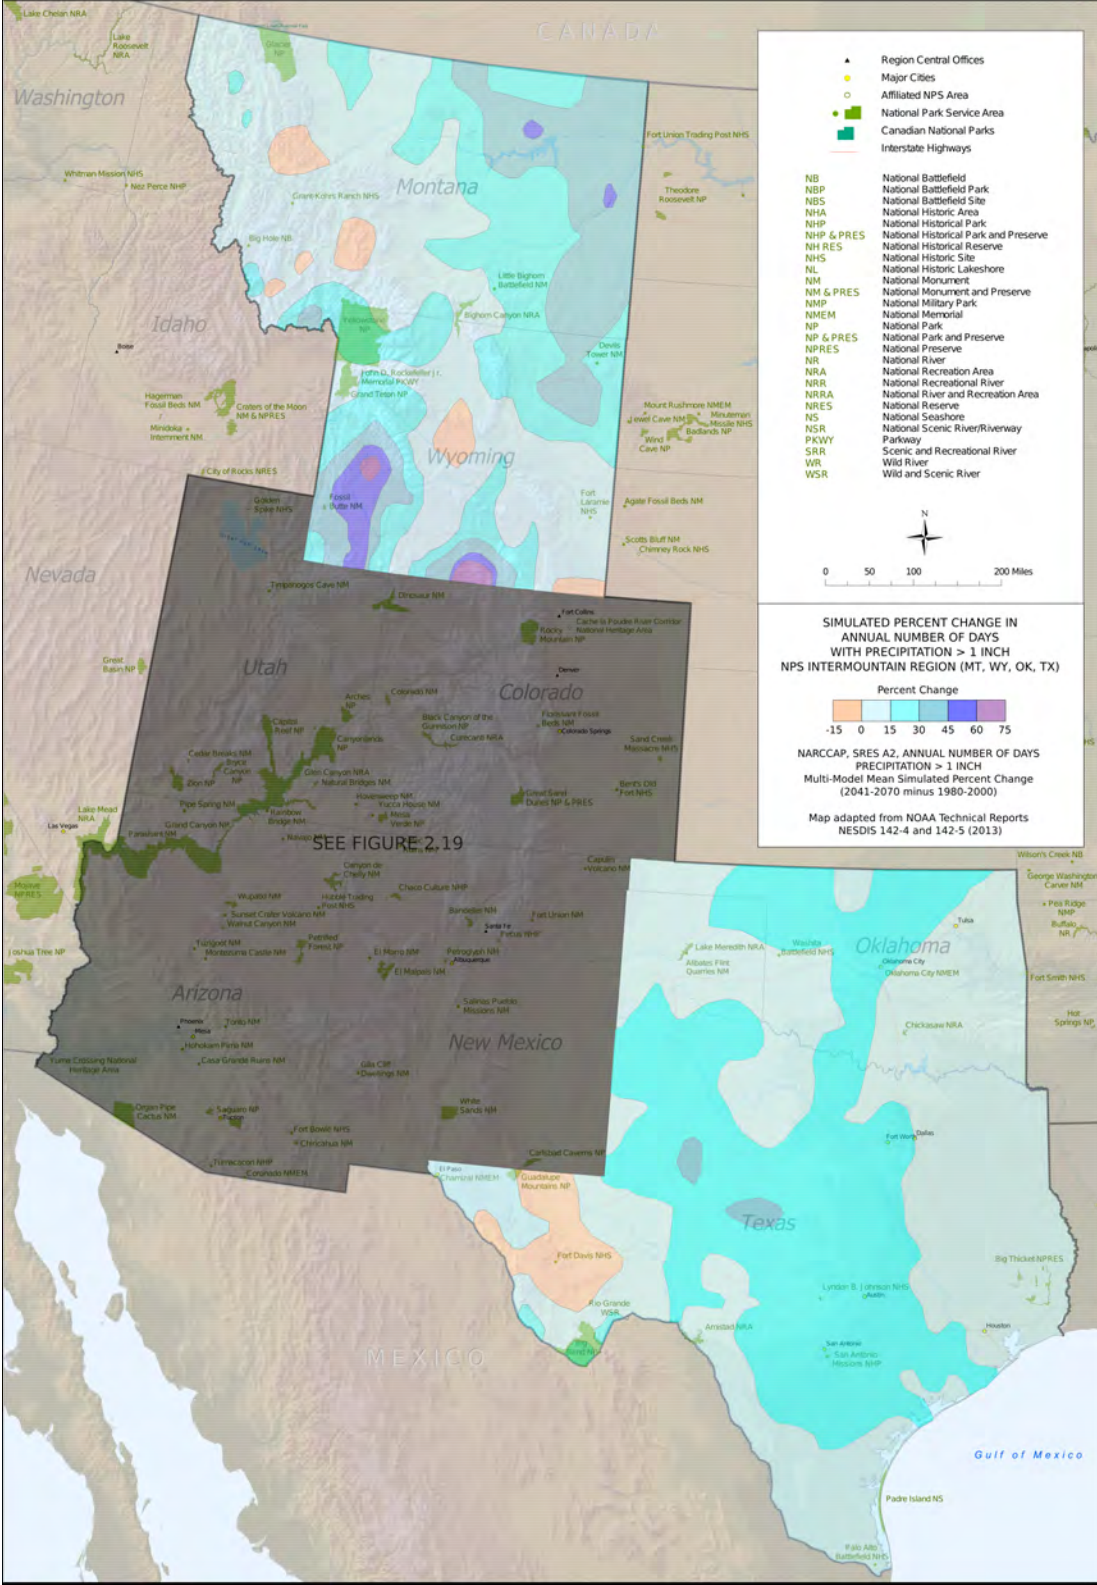 Lake Chelan NRA
Lake
Roosevelt
NRA
CANADA
Glacier
NP
Washington
Fort Union Trading Post NHS
Whitman Mission NHS
Nez Perce NHP
Montana
Theodore
Roosevelt NP
Grant-Kohrs Ranch NHS
Big Hole NB
Little Bighorn
Battlefield NM
Idaho
Boise
Yellowstone
NP
Bighorn Canyon NRA
Devils
Tower NM
John D. Rockefeller Jr.
Memorial PKWY
Grand Teton NP
Hagerman
Fossil Beds NM
Craters of the Moon
NM & NPRES
Minidoka
Internment NM
Mount Rushmore NMEM
Jewel Cave NM
Minuteman
Missile NHS
Badlands NP
Wind
Cave NP
Wyoming
City of Rocks NRES
Golden
Spike NHS
Fossil
Butte NM
Fort
Laramie
NHS
Agate Fossil Beds NM
Great Salt Lake
Scotts Bluff NM
Chimney Rock NHS
Nevada
Timpanogos Cave NM
Dinosaur NM
Fort Collins
Cache la Poudre River Corridor
National Heritage Area
Rocky
Mountain NP
Great
Basin NP
Utah
Denver
Colorado
Arches
NP
Colorado NM
Capitol
Reef NP
Black Canyon of the
Gunnison NP
Curecanti NRA
Florissant Fossil
Beds NM
Colorado Springs
Canyonlands
NP
Sand Creek
Massacre NHS
Cedar Breaks NM
Bryce
Canyon
NP
Zion NP
Glen Canyon NRA
Natural Bridges NM
Bent's Old
Fort NHS
Great Sand
Dunes NP & PRES
Hovenweep NM
Yucca House NM
Mesa
Verde NP
Pipe Spring NM
Rainbow
Bridge NM
Lake Mead
NRA
Las Vegas
Parashant NM
Grand Canyon NP
SEE FIGURE 2.19
Capulin
Volcano NM
Canyon de
Chelly NM
Mojave
NPRES
Wupatki NM
Hubbell Trading
Post NHS
Chaco Culture NHP
Sunset Crater Volcano NM
Walnut Canyon NM
Bandelier NM
Fort Union NM
Santa Fe
Pecos NHP
Joshua Tree NP
Tuzigoot NM
Montezuma Castle NM
Petrified
Forest NP
El Morro NM
Petroglyph NM
Albuquerque
El Malpais NM
Arizona
Salinas Pueblo
Missions NM
Phoenix
Tonto NM
Mesa
Hohokam Pima NM
New Mexico
Yuma Crossing National
Heritage Area
Casa Grande Ruins NM
Gila Cliff
Dwellings NM
Organ Pipe
Cactus NM
Saguaro NP
Tucson
White
Sands NM
Fort Bowie NHS
Chiricahua NM
Carlsbad Caverns NP
Tumacacori NHP
Coronado NMEM
El Paso
Chamizal NMEM
Guadalupe
Mountains NP
Fort Davis NHS
Rio Grande
WSR
Big
Bend NP
MEXICO
Lake Meredith NRA
Alibates Flint
Quarries NM
Washita
Battlefield NHS
Tulsa
Oklahoma
Oklahoma City
Oklahoma City NMEM
Chickasaw NRA
Fort Worth
Dallas
Texas
Lyndon B. Johnson NHS
Austin
Amistad NRA
San Antonio
San Antonio
Missions NHP
Houston
Big Thicket NPRES
Gulf of Mexico
Padre Island NS
Palo Alto
Battlefield NHS
Wilson's Creek NB
George Washington
Carver NM
Pea Ridge
NMP
Buffalo
NR
Fort Smith NHS
Hot
Springs NP
Region Central Offices
Major Cities
Affiliated NPS Area
National Park Service Area
Canadian National Parks
Interstate Highways
NB National Battlefield
NBP National Battlefield Park
NBS National Battlefield Site
NHA National Historic Area
NHP National Historical Park
NHP & PRES National Historical Park and Preserve
NH RES National Historical Reserve
NHS National Historic Site
NL National Historic Lakeshore
NM National Monument
NM & PRES National Monument and Preserve
NMP National Military Park
NMEM National Memorial
NP National Park
NP & PRES National Park and Preserve
NPRES National Preserve
NR National River
NRA National Recreation Area
NRR National Recreational River
NRRA National River and Recreation Area
NRES National Reserve
NS National Seashore
NSR National Scenic River/Riverway
PKWY Parkway
SRR Scenic and Recreational River
WR Wild River
WSR Wild and Scenic River
N
0 50 100 200 Miles
SIMULATED PERCENT CHANGE IN
ANNUAL NUMBER OF DAYS
WITH PRECIPITATION > 1 INCH
NPS INTERMOUNTAIN REGION (MT, WY, OK, TX)
Percent Change
-15 0 15 30 45 60 75
NARCCAP, SRES A2, ANNUAL NUMBER OF DAYS
PRECIPITATION > 1 INCH
Multi-Model Mean Simulated Percent Change
(2041-2070 minus 1980-2000)
Map adapted from NOAA Technical Reports
NESDIS 142-4 and 142-5 (2013)